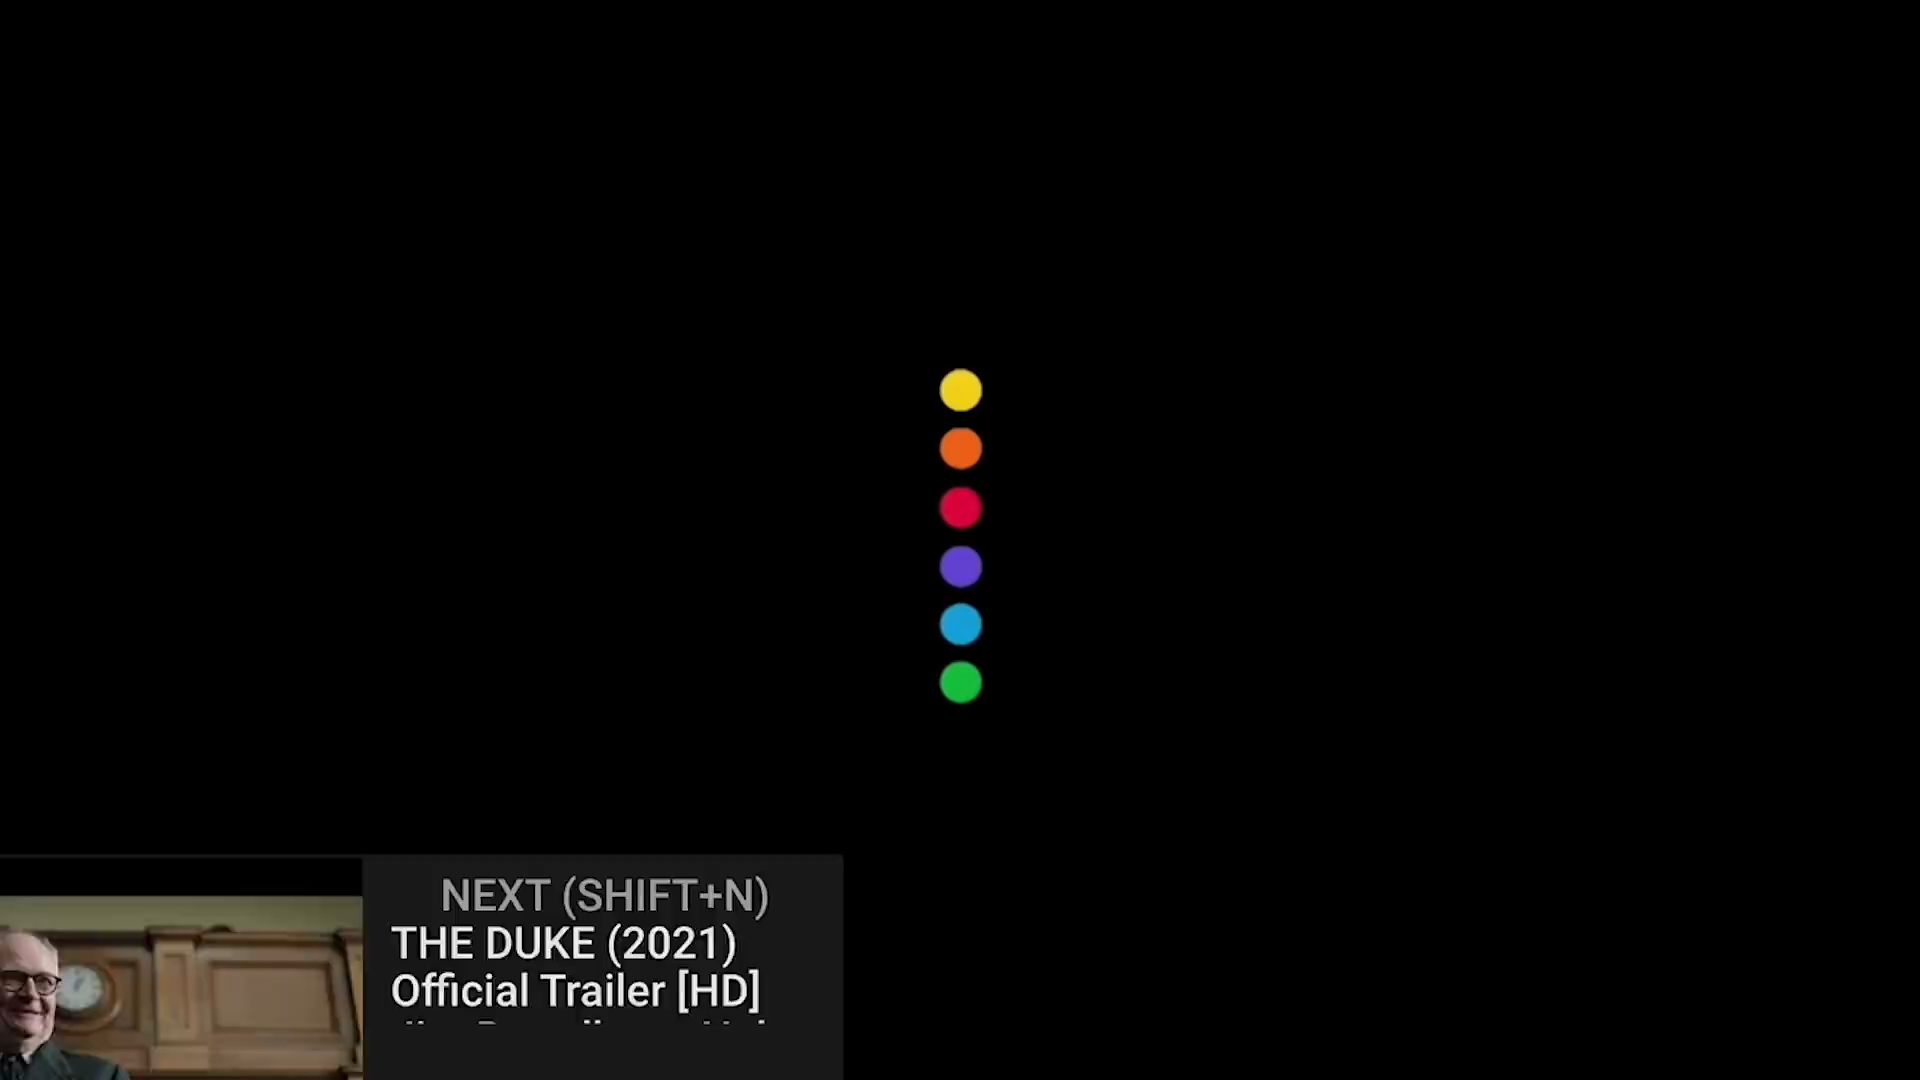 NEXT (SHIFT+N)
THE DUKE (2021)
Official Trailer [HD]